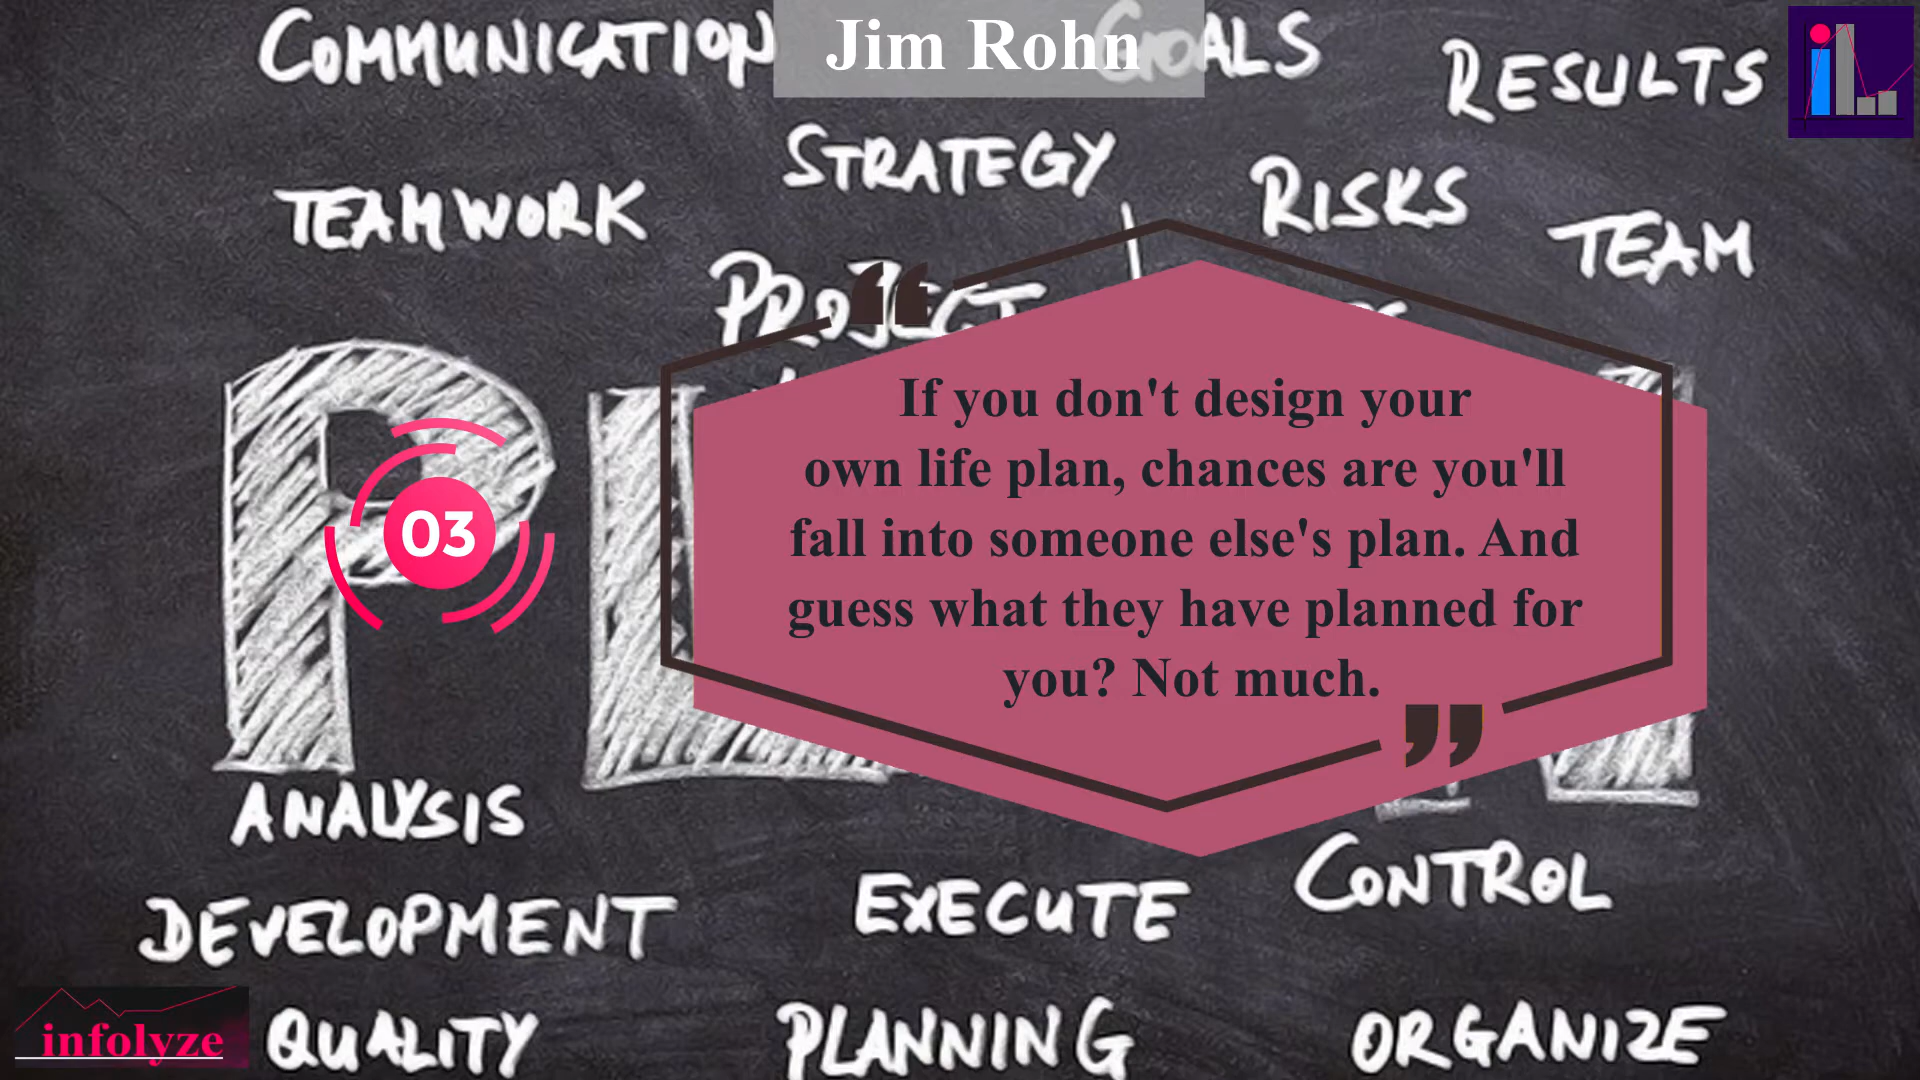 COMMUNICATION
Jim Rohn
GOALS
RESULTS
STRATEGY
TEAMWORK
RISKS
TEAM
PROJECT
“
If you don't design your
own life plan, chances are you'll
fall into someone else's plan. And
guess what they have planned for
you? Not much.
”
03
PL
ANALYSIS
CONTROL
EXECUTE
DEVELOPMENT
infolyze
QUALITY
PLANNING
ORGANIZE